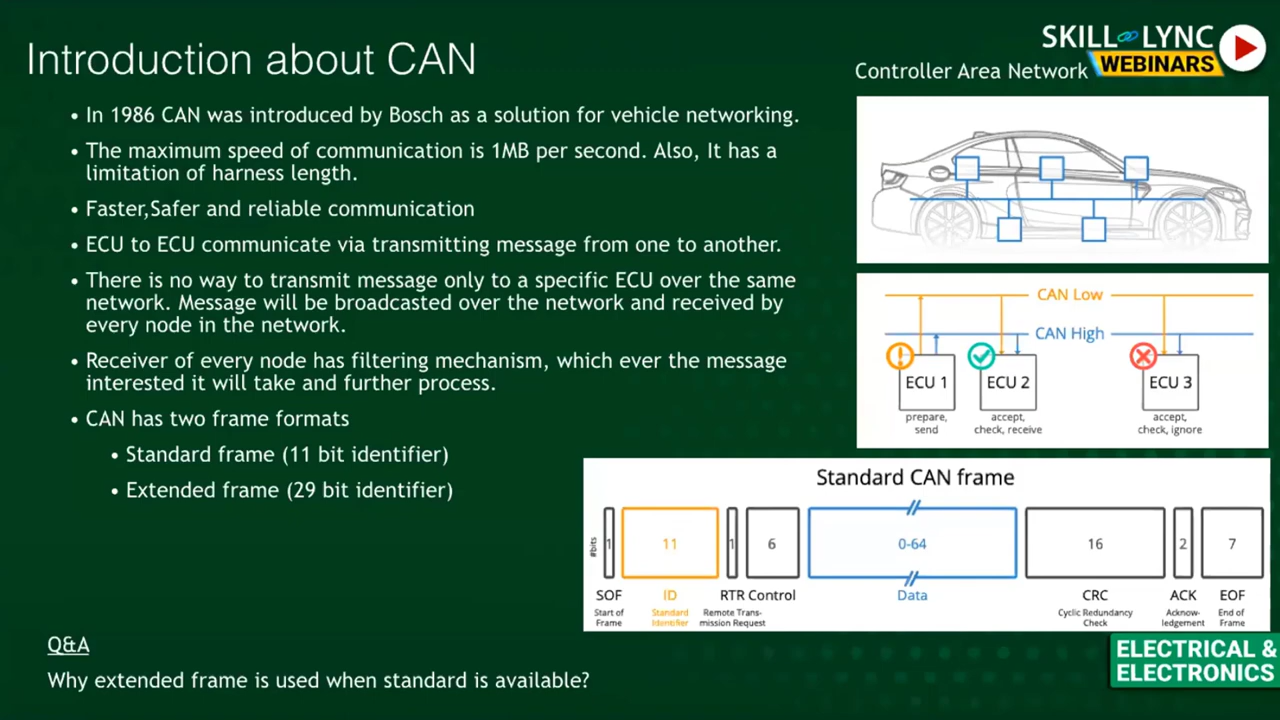 Introduction about CAN
SKILL LYNC
WEBINARS
Controller Area Network
• In 1986 CAN was introduced by Bosch as a solution for vehicle networking.
• The maximum speed of communication is 1MB per second. Also, It has a
limitation of harness length.
• Faster,Safer and reliable communication
• ECU to ECU communicate via transmitting message from one to another.
• There is no way to transmit message only to a specific ECU over the same
network. Message will be broadcasted over the network and received by
every node in the network.
• Receiver of every node has filtering mechanism, which ever the message
interested it will take and further process.
• CAN has two frame formats
• Standard frame (11 bit identifier)
• Extended frame (29 bit identifier)
CAN Low
CAN High
ECU 1
ECU 2
ECU 3
prepare,
send
accept,
check, receive
accept,
check, ignore
Standard CAN frame
#bits
1 11 1 6 0-64 16 2 7
SOF ID RTR Control Data CRC ACK EOF
Start of
Frame
Standard
Identifier
Remote Trans-
mission Request
Cyclic Redundancy
Check
Acknow-
ledgement
End of
Frame
Q&A
Why extended frame is used when standard is available?
ELECTRICAL &
ELECTRONICS